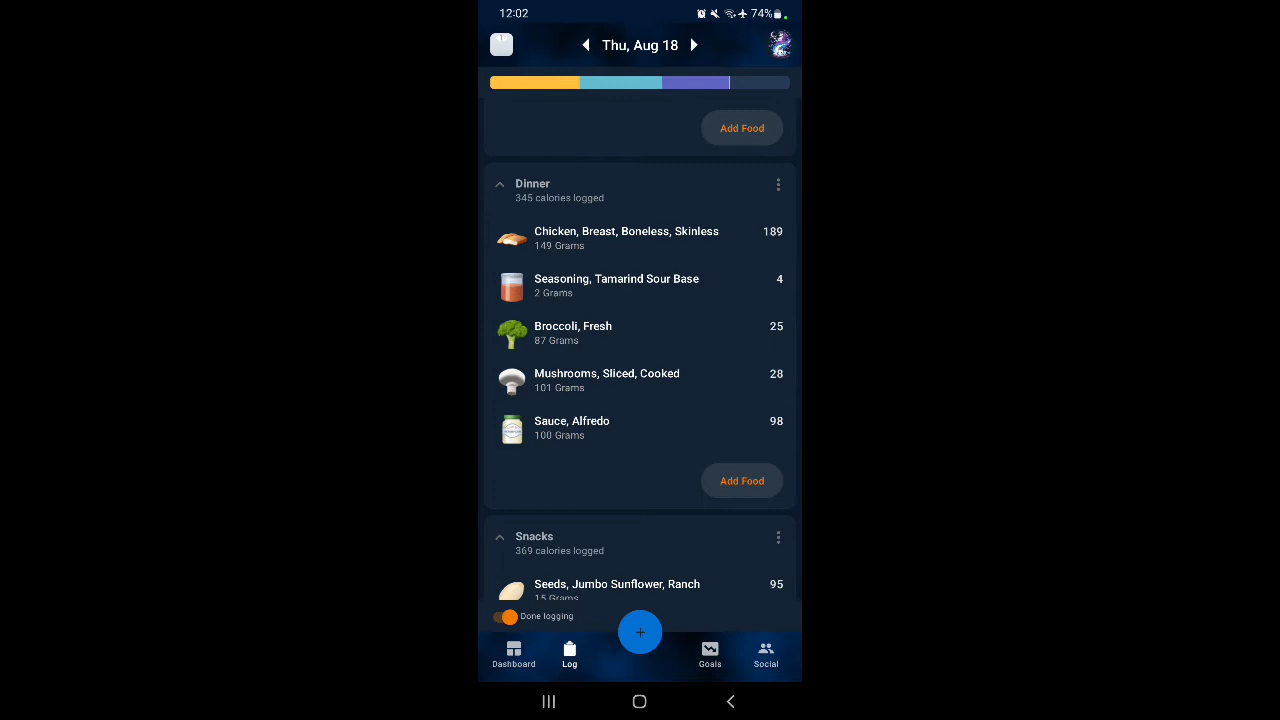 12:02
74%
Thu, Aug 18
Add Food
Dinner
345 calories logged
Chicken, Breast, Boneless, Skinless 189
149 Grams
Seasoning, Tamarind Sour Base 4
2 Grams
Broccoli, Fresh 25
87 Grams
Mushrooms, Sliced, Cooked 28
101 Grams
Sauce, Alfredo 98
100 Grams
Add Food
Snacks
369 calories logged
Seeds, Jumbo Sunflower, Ranch 95
15 Grams
Done logging
Dashboard Log Goals Social